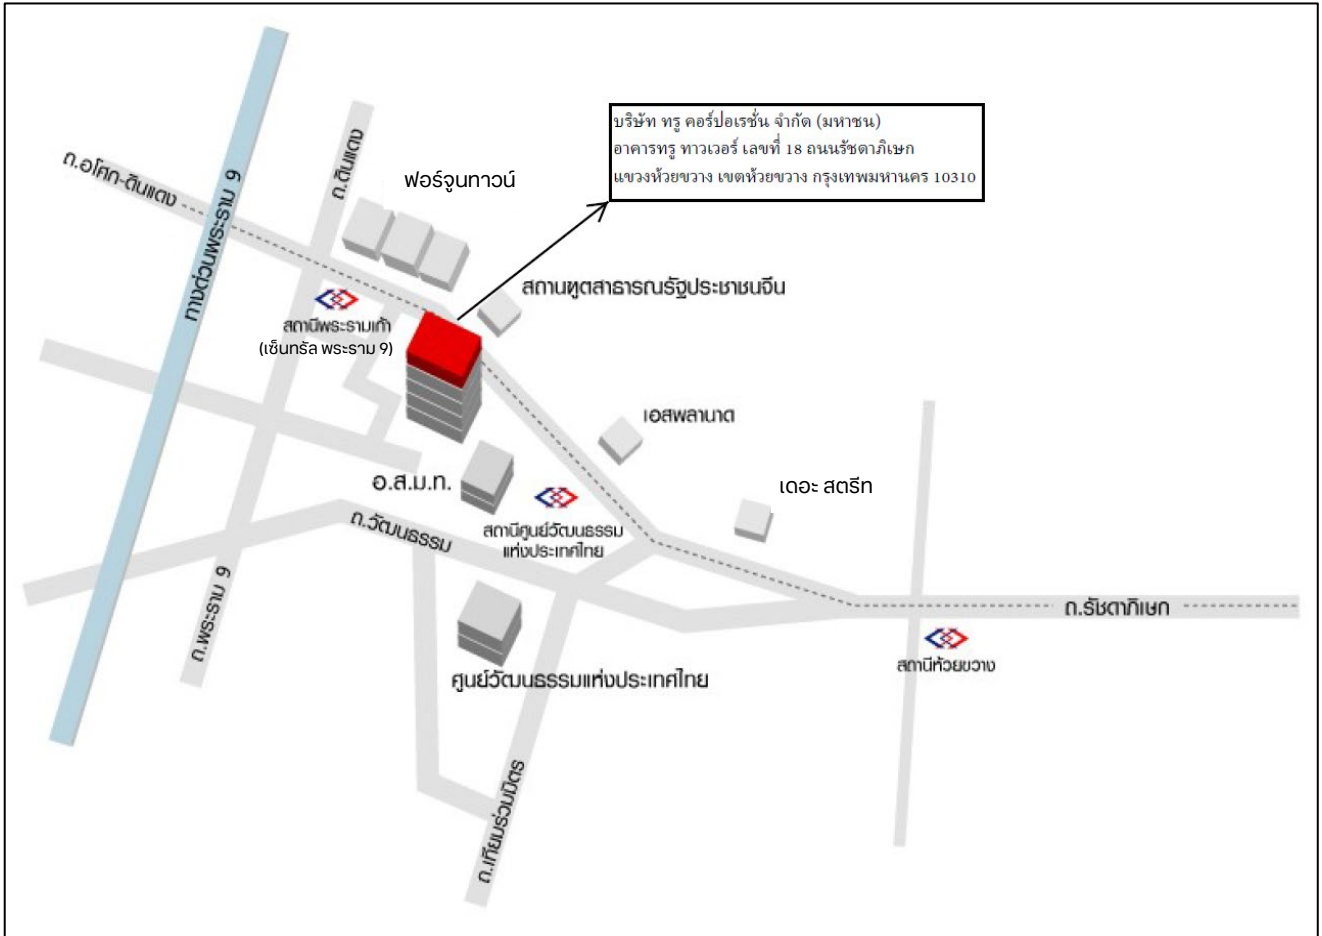 บริษัท ทรู คอร์ปอเรชั่น จำกัด (มหาชน)
อาคารทรู ทาวเวอร์ เลขที่ 18 ถนนรัชดาภิเษก
แขวงห้วยขวาง เขตห้วยขวาง กรุงเทพมหานคร 10310
ถ.อโศก-ดินแดง
ทางด่วนพระราม 9
ถ.ดินแดง
ฟอร์จูนทาวน์
สถานฑูตสาธารณรัฐประชาชนจีน
สถานีพระรามเก้า
(เซ็นทรัล พระราม 9)
เอสพลานาด
อ.ส.ม.ท.
เดอะ สตรีท
ถ.วัฒนธรรม
สถานีศูนย์วัฒนธรรม
แห่งประเทศไทย
ถ.พระราม 9
ถ.รัชดาภิเษก
สถานีห้วยขวาง
ศูนย์วัฒนธรรมแห่งประเทศไทย
ถ.เทียมร่วมมิตร